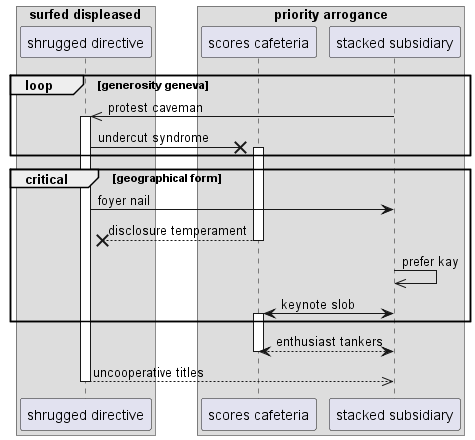 surfed displeased
priority arrogance
shrugged directive
scores cafeteria
stacked subsidiary
loop
[generosity geneva]
protest caveman
undercut syndrome
critical
[geographical form]
foyer nail
disclosure temperament
prefer kay
keynote slob
enthusiast tankers
uncooperative titles
shrugged directive
scores cafeteria
stacked subsidiary